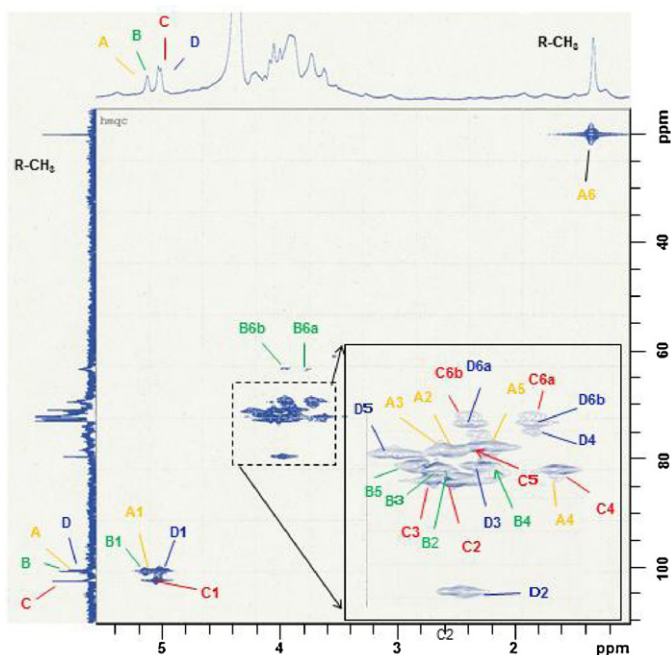 C
B D
A R-CH₃
hmqc
ppm
R-CH₃
A6
40
B6b B6a 60
D6a
C6b A5 C6a
A3 A2 D6b
D5 D4
80
B5 C5
B3 C4
C3 D3 B4 A4
B2 C2
A D A1
B B1 D1 100
D2
C C1
5 4 3 2 ppm
C2